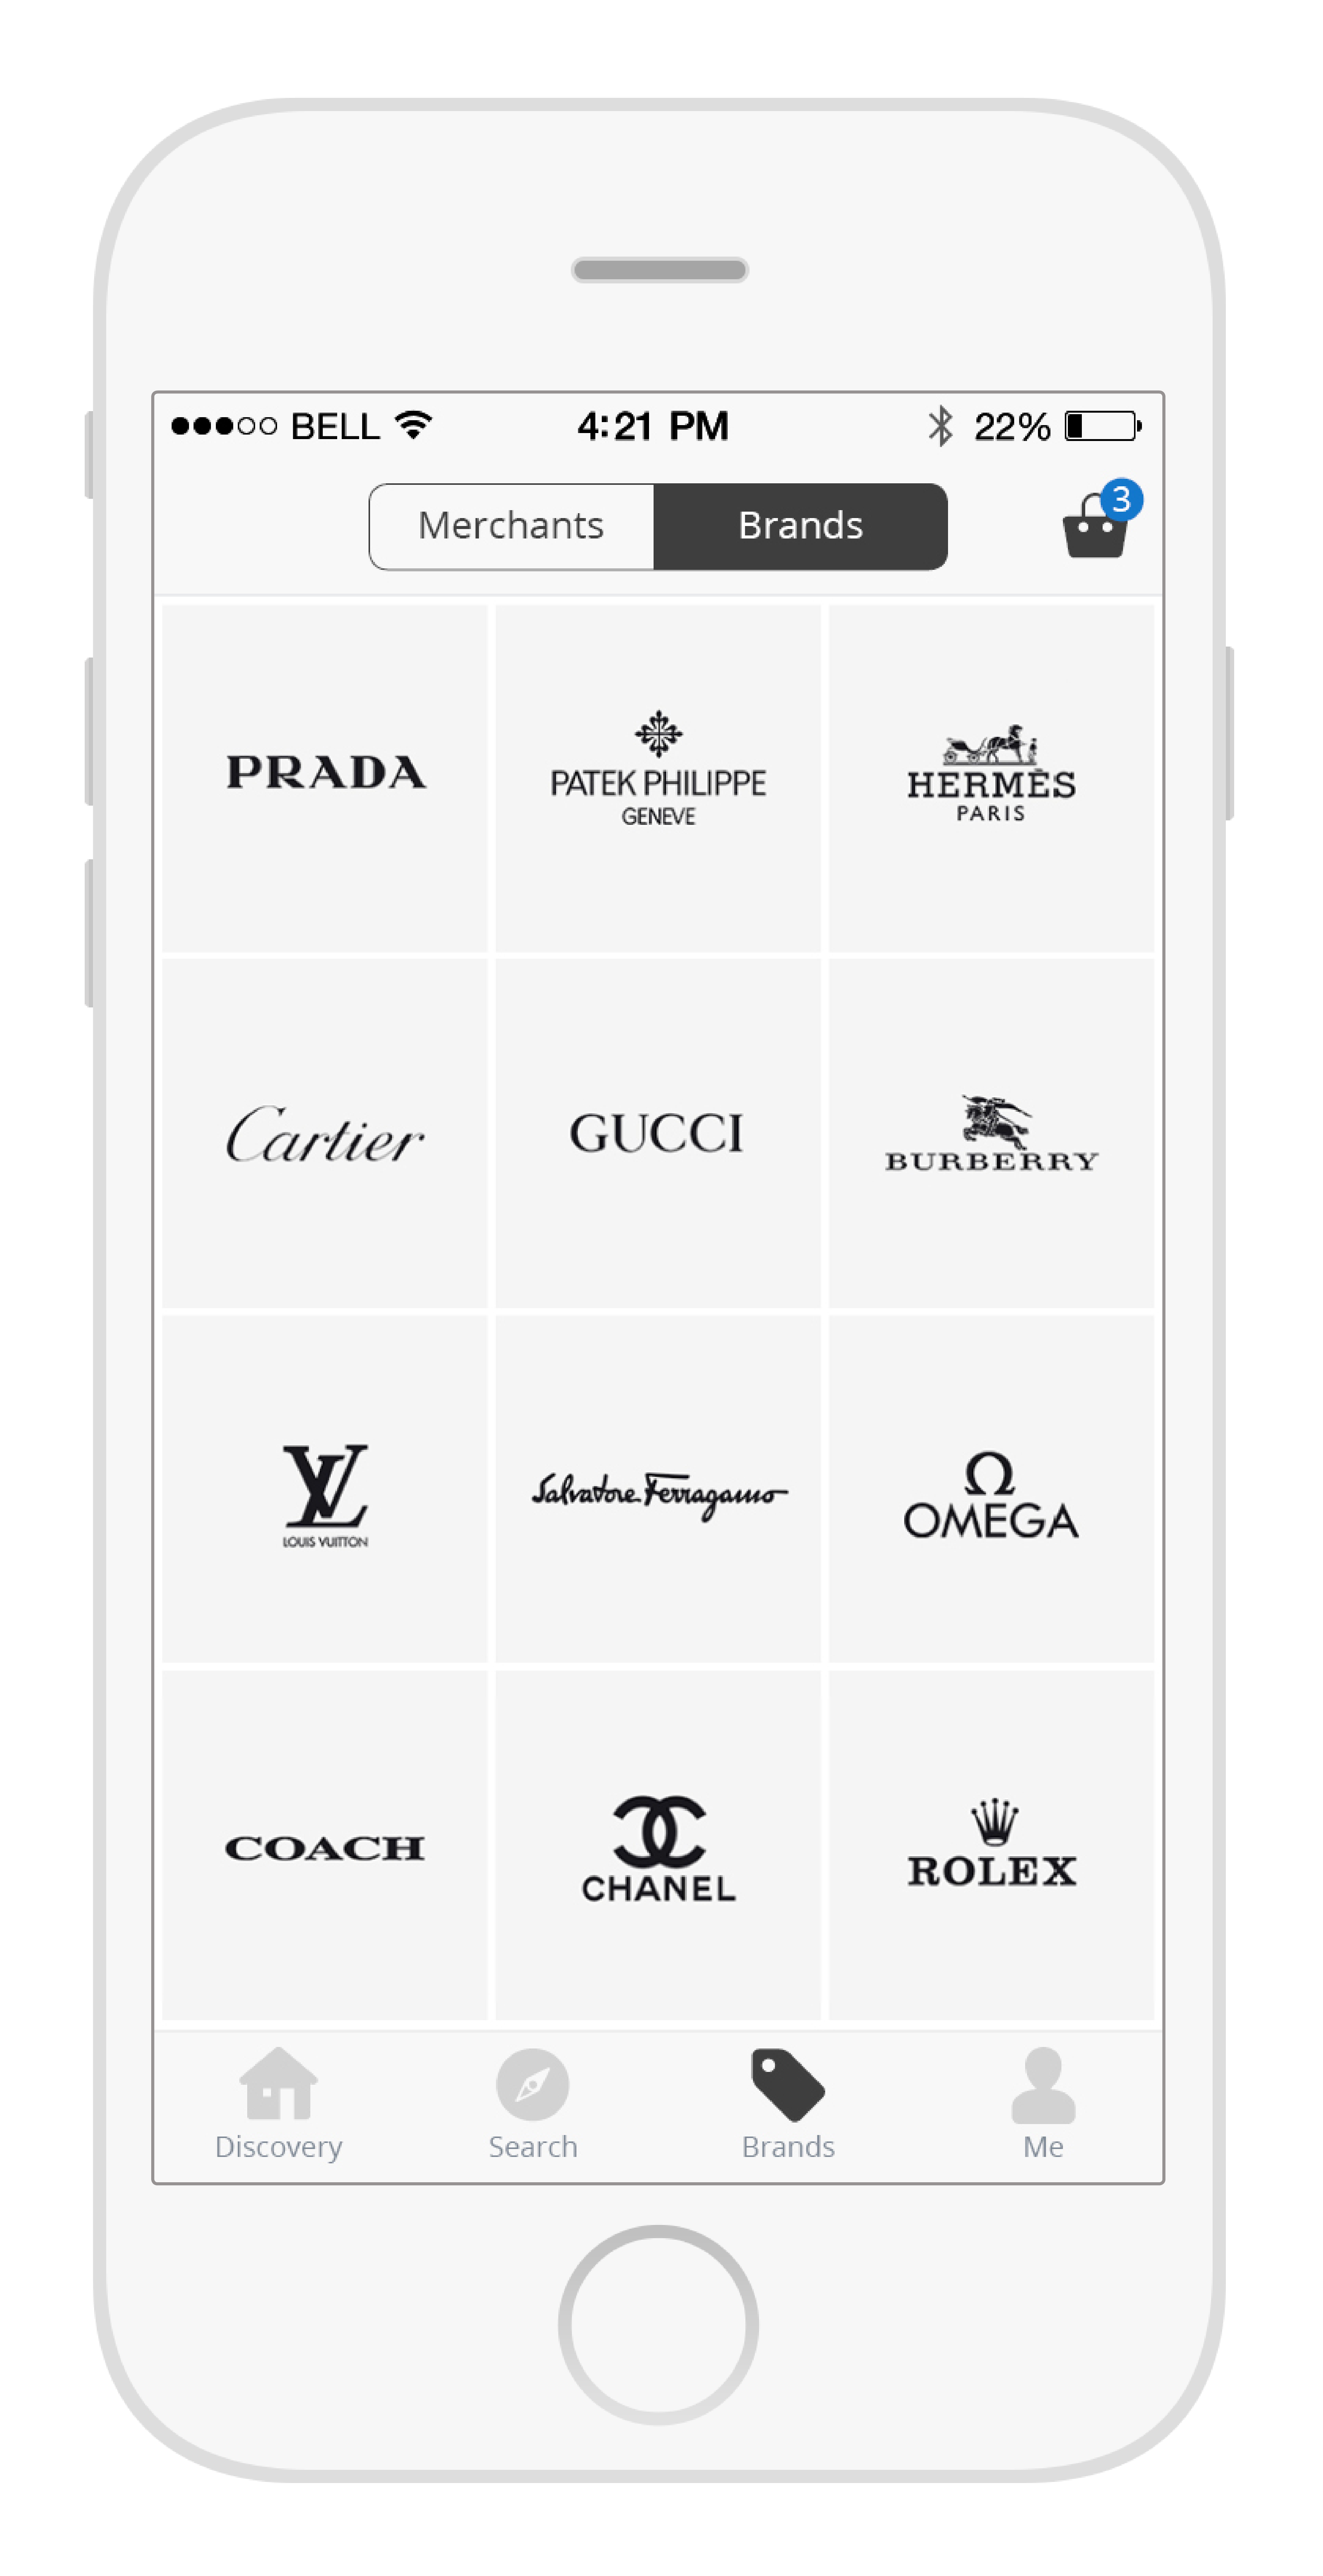 BELL 4:21 PM 22%
Merchants Brands 3
PRADA
PATEK PHILIPPE
GENEVE
HERMÈS
PARIS
Cartier
GUCCI
BURBERRY
LV
LOUIS VUITTON
Salvatore Ferragamo
Ω
OMEGA
COACH
CHANEL
ROLEX
Discovery Search Brands Me